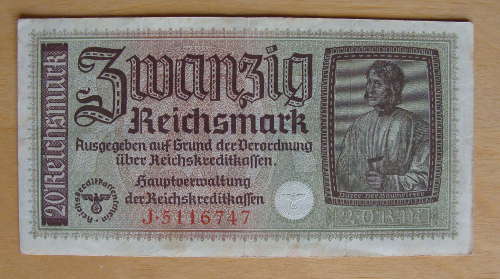 20 Reichsmark
Zwanzig
Reichsmark
Ausgegeben auf Grund der Verordnung
über Reichskreditkassen.
Hauptverwaltung
der Reichskreditkassen
J·5116747